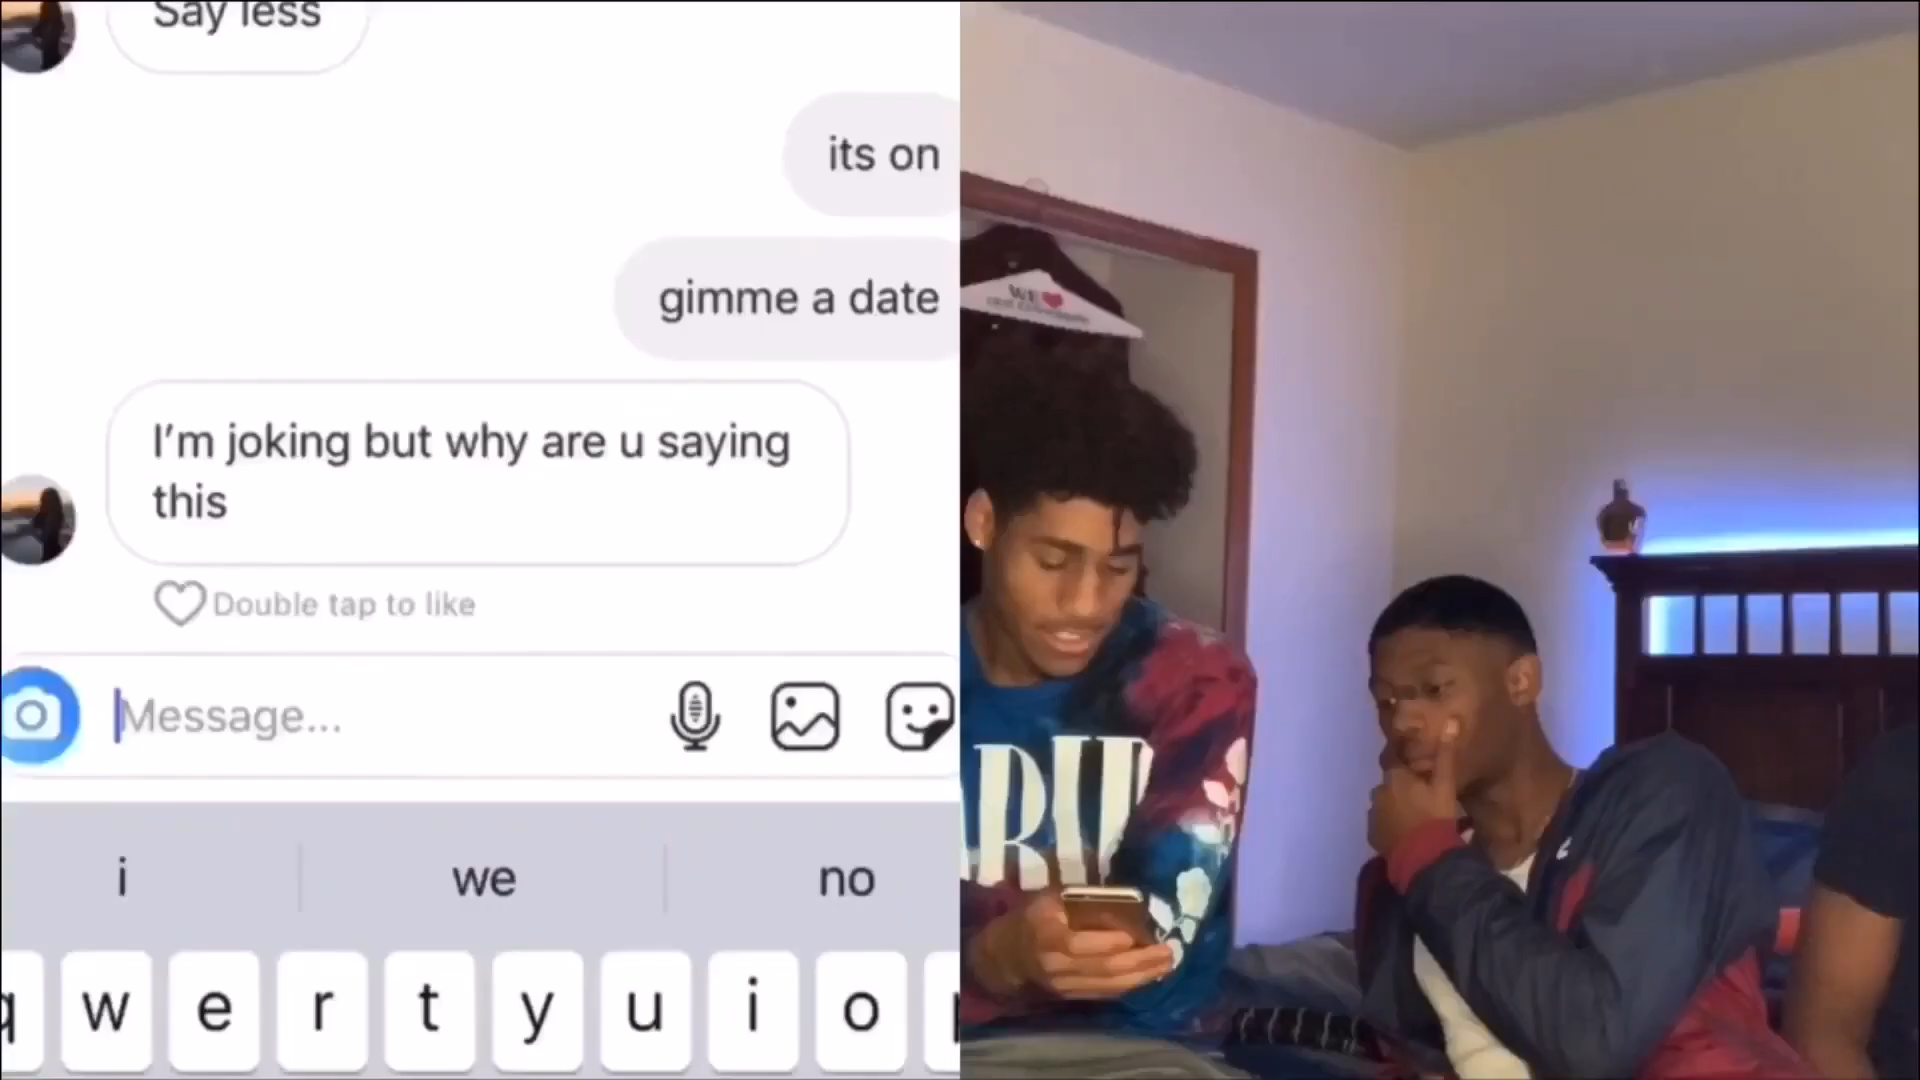 Say less
its on
gimme a date
I'm joking but why are u saying
this
Double tap to like
Message...
i we no
q w e r t y u i o
WE